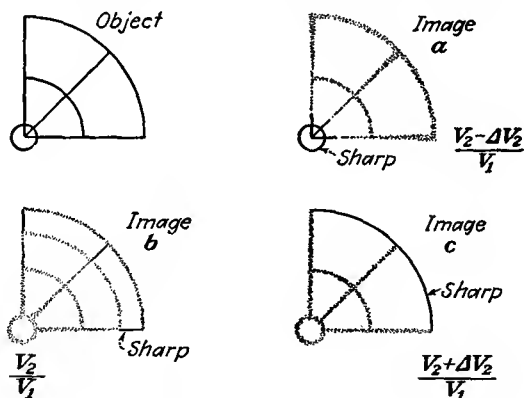 Object
Image
a
Sharp
V₂-ΔV₂
V₁
Image
b
Sharp
V₂
V₁
Image
c
Sharp
V₂+ΔV₂
V₁